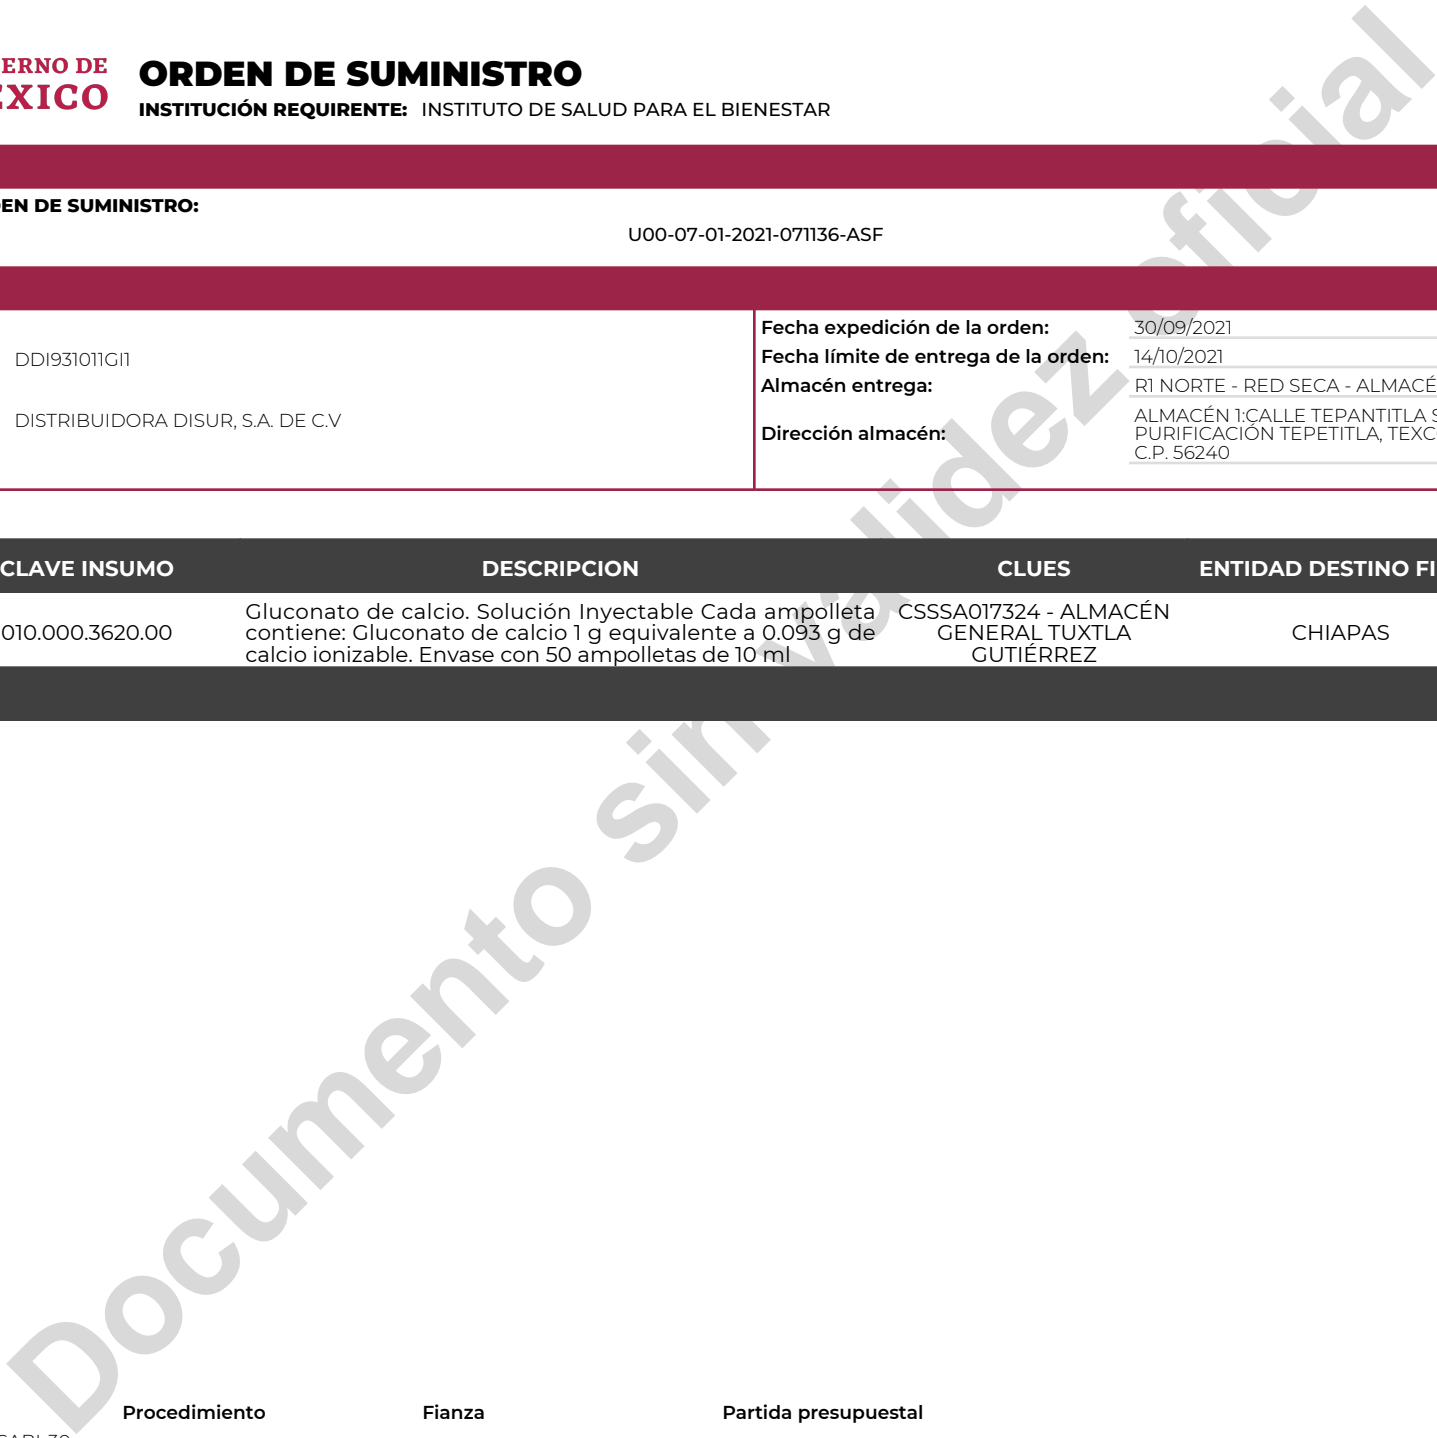 ERNO DE
EXICO
ORDEN DE SUMINISTRO
INSTITUCIÓN REQUIRENTE: INSTITUTO DE SALUD PARA EL BIENESTAR
EN DE SUMINISTRO:
U00-07-01-2021-071136-ASF
DDI931011GI1
DISTRIBUIDORA DISUR, S.A. DE C.V
Fecha expedición de la orden: 30/09/2021
Fecha límite de entrega de la orden: 14/10/2021
Almacén entrega: R1 NORTE - RED SECA - ALMACÉ
Dirección almacén:
ALMACÉN 1:CALLE TEPANTITLA S
PURIFICACIÓN TEPETITLA, TEXC
C.P. 56240
CLAVE INSUMO DESCRIPCION CLUES ENTIDAD DESTINO FI
010.000.3620.00
Gluconato de calcio. Solución Inyectable Cada ampolleta
contiene: Gluconato de calcio 1 g equivalente a 0.093 g de
calcio ionizable. Envase con 50 ampolletas de 10 ml
CSSSA017324 - ALMACÉN
GENERAL TUXTLA
GUTIÉRREZ
CHIAPAS
Documento sin validez oficial
Procedimiento Fianza Partida presupuestal